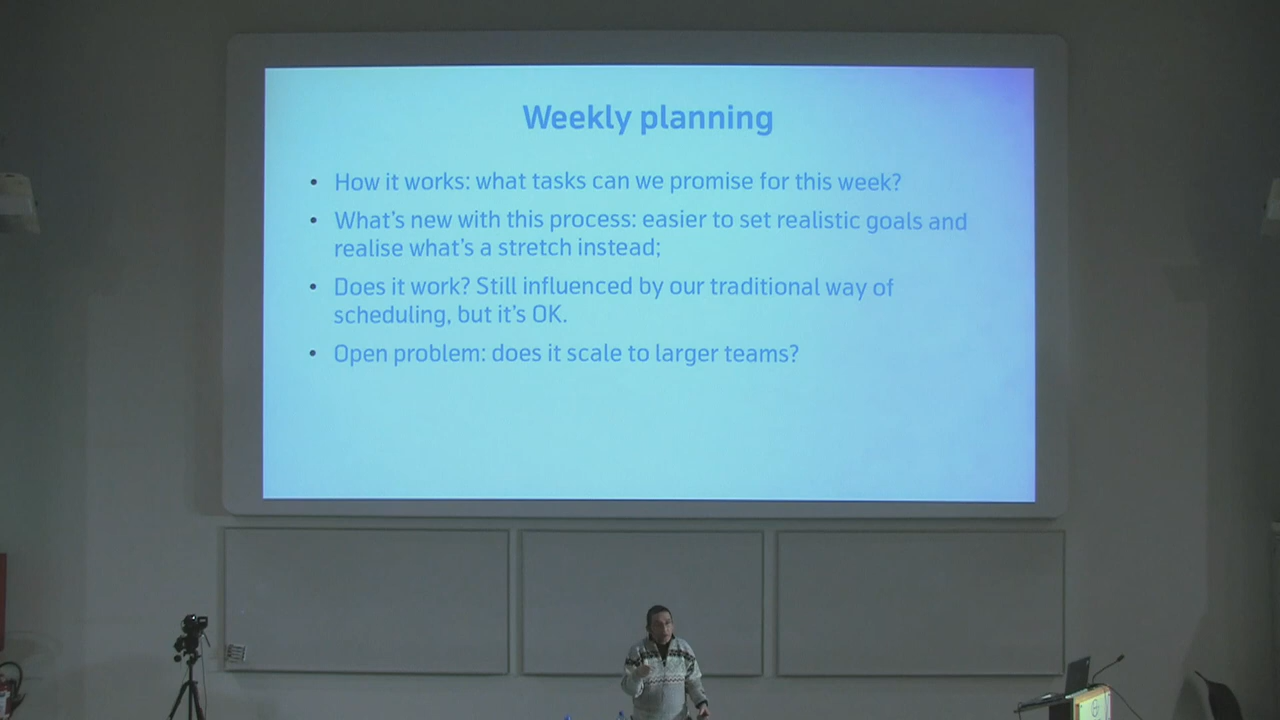 Weekly planning
• How it works: what tasks can we promise for this week?
• What's new with this process: easier to set realistic goals and
realise what's a stretch instead;
• Does it work? Still influenced by our traditional way of
scheduling, but it's OK.
• Open problem: does it scale to larger teams?